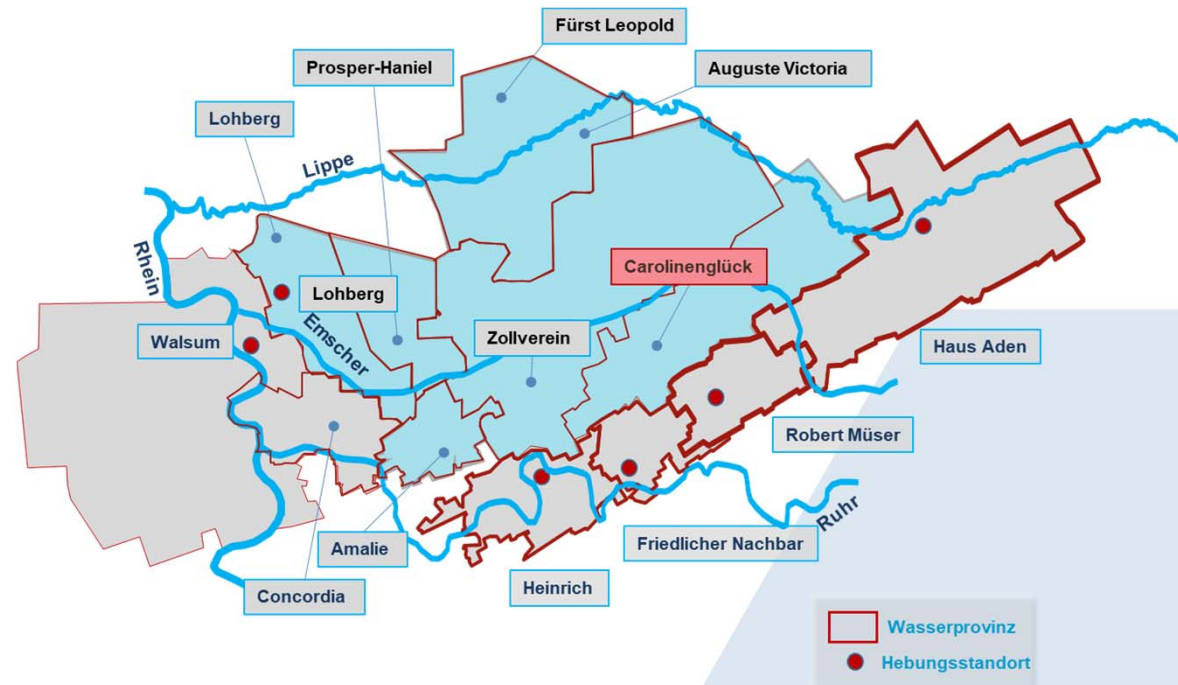 Fürst Leopold
Prosper-Haniel
Auguste Victoria
Lohberg
Lippe
Rhein
Carolinenglück
Lohberg
Emscher
Zollverein
Walsum
Haus Aden
Robert Müser
Ruhr
Amalie
Friedlicher Nachbar
Heinrich
Concordia
Wasserprovinz
Hebungsstandort